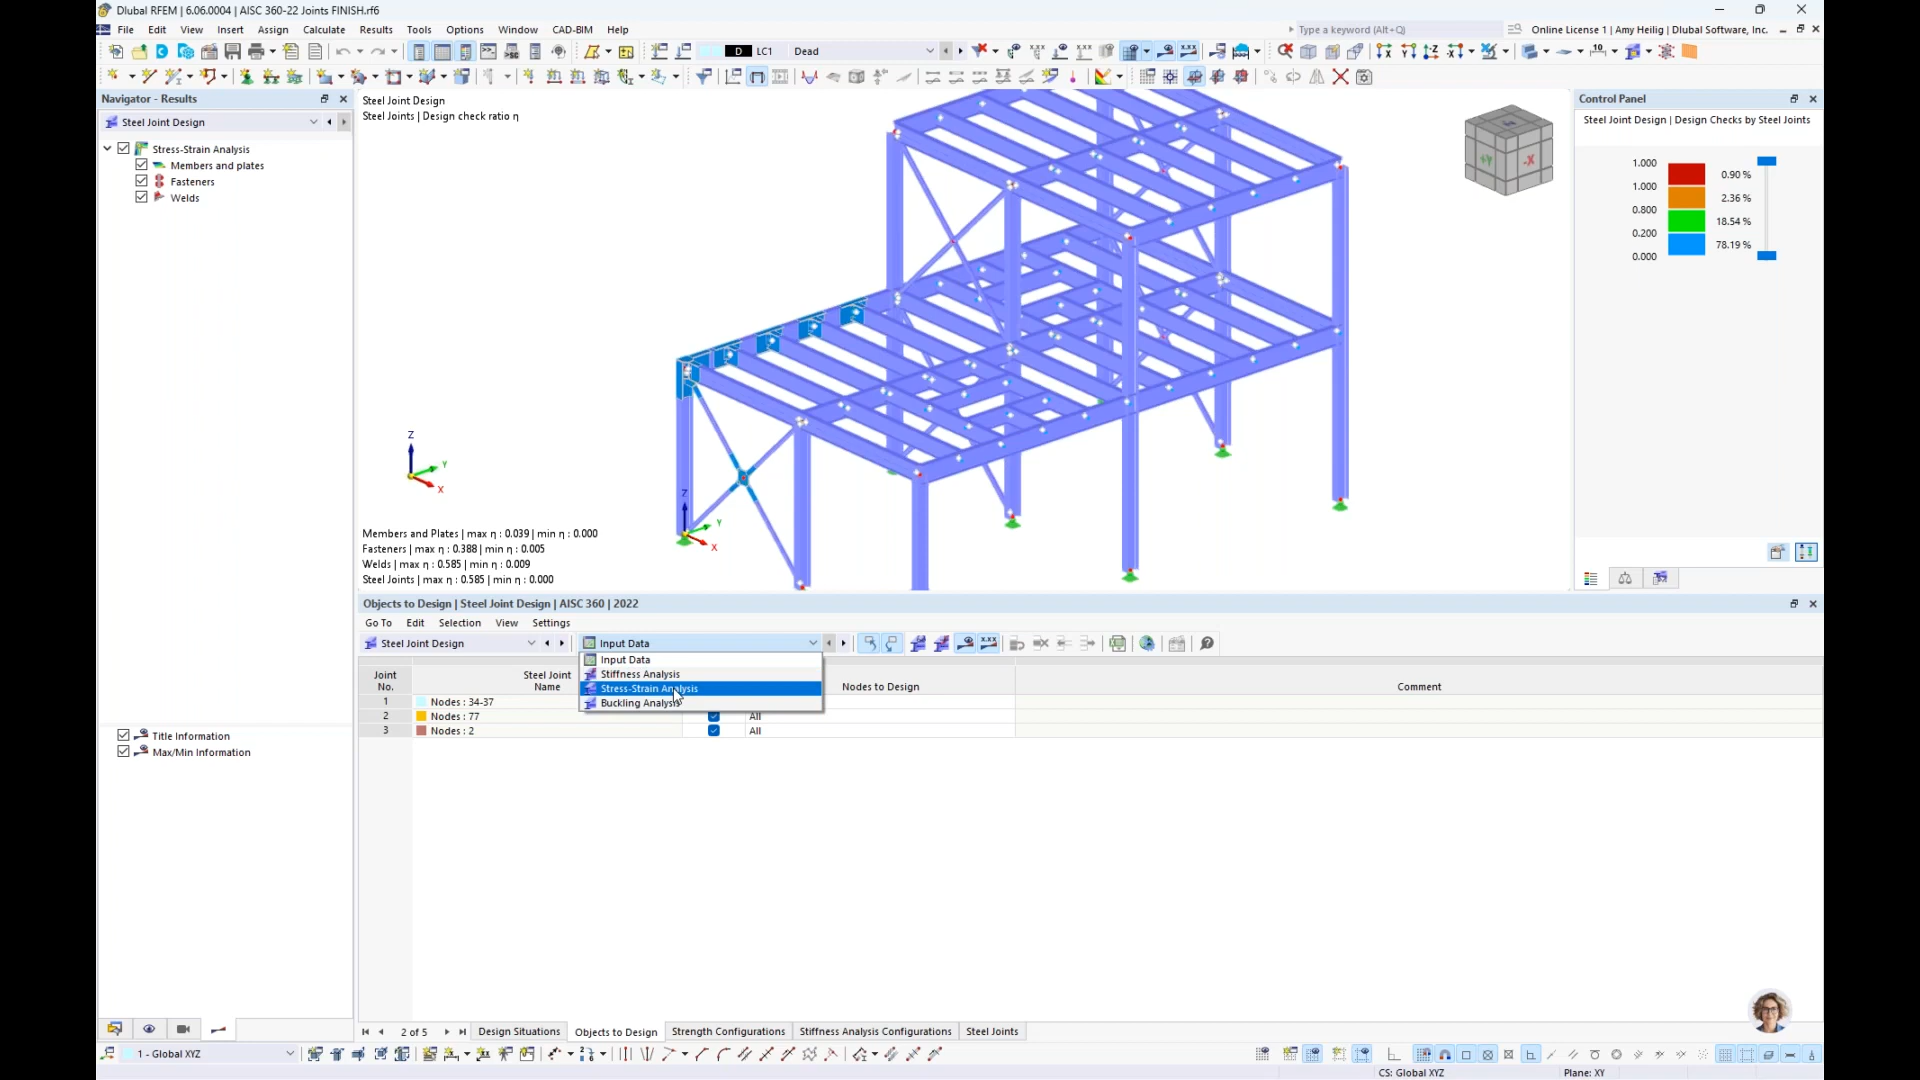 Dlubal RFEM | 6.06.0004 | AISC 360-22 Joints FINISH.rf6
File Edit View Insert Assign Calculate Results Tools Options Window CAD-BIM Help
Type a keyword (Alt+Q)
Online License 1 | Amy Heilig | Dlubal Software, Inc.
D LC1 Dead
Navigator - Results
Steel Joint Design
Stress-Strain Analysis
Members and plates
Fasteners
Welds
Title Information
Max/Min Information
Steel Joint Design
Steel Joints | Design check ratio η
Z
Y
X
Z
Y
X
+Y
-X
Members and Plates | max η : 0.039 | min η : 0.000
Fasteners | max η : 0.388 | min η : 0.005
Welds | max η : 0.585 | min η : 0.009
Steel Joints | max η : 0.585 | min η : 0.000
Control Panel
Steel Joint Design | Design Checks by Steel Joints
1.000
0.90 %
1.000
2.36 %
0.800
18.54 %
0.200
78.19 %
0.000
Objects to Design | Steel Joint Design | AISC 360 | 2022
Go To Edit Selection View Settings
Steel Joint Design
Input Data
Input Data
Stiffness Analysis
Stress-Strain Analysis
Buckling Analysis
Joint No.
Steel Joint Name
Nodes to Design
Comment
1 Nodes : 34-37
2 Nodes : 77 All
3 Nodes : 2 All
2 of 5 Design Situations Objects to Design Strength Configurations Stiffness Analysis Configurations Steel Joints
1 - Global XYZ
CS: Global XYZ
Plane: XY